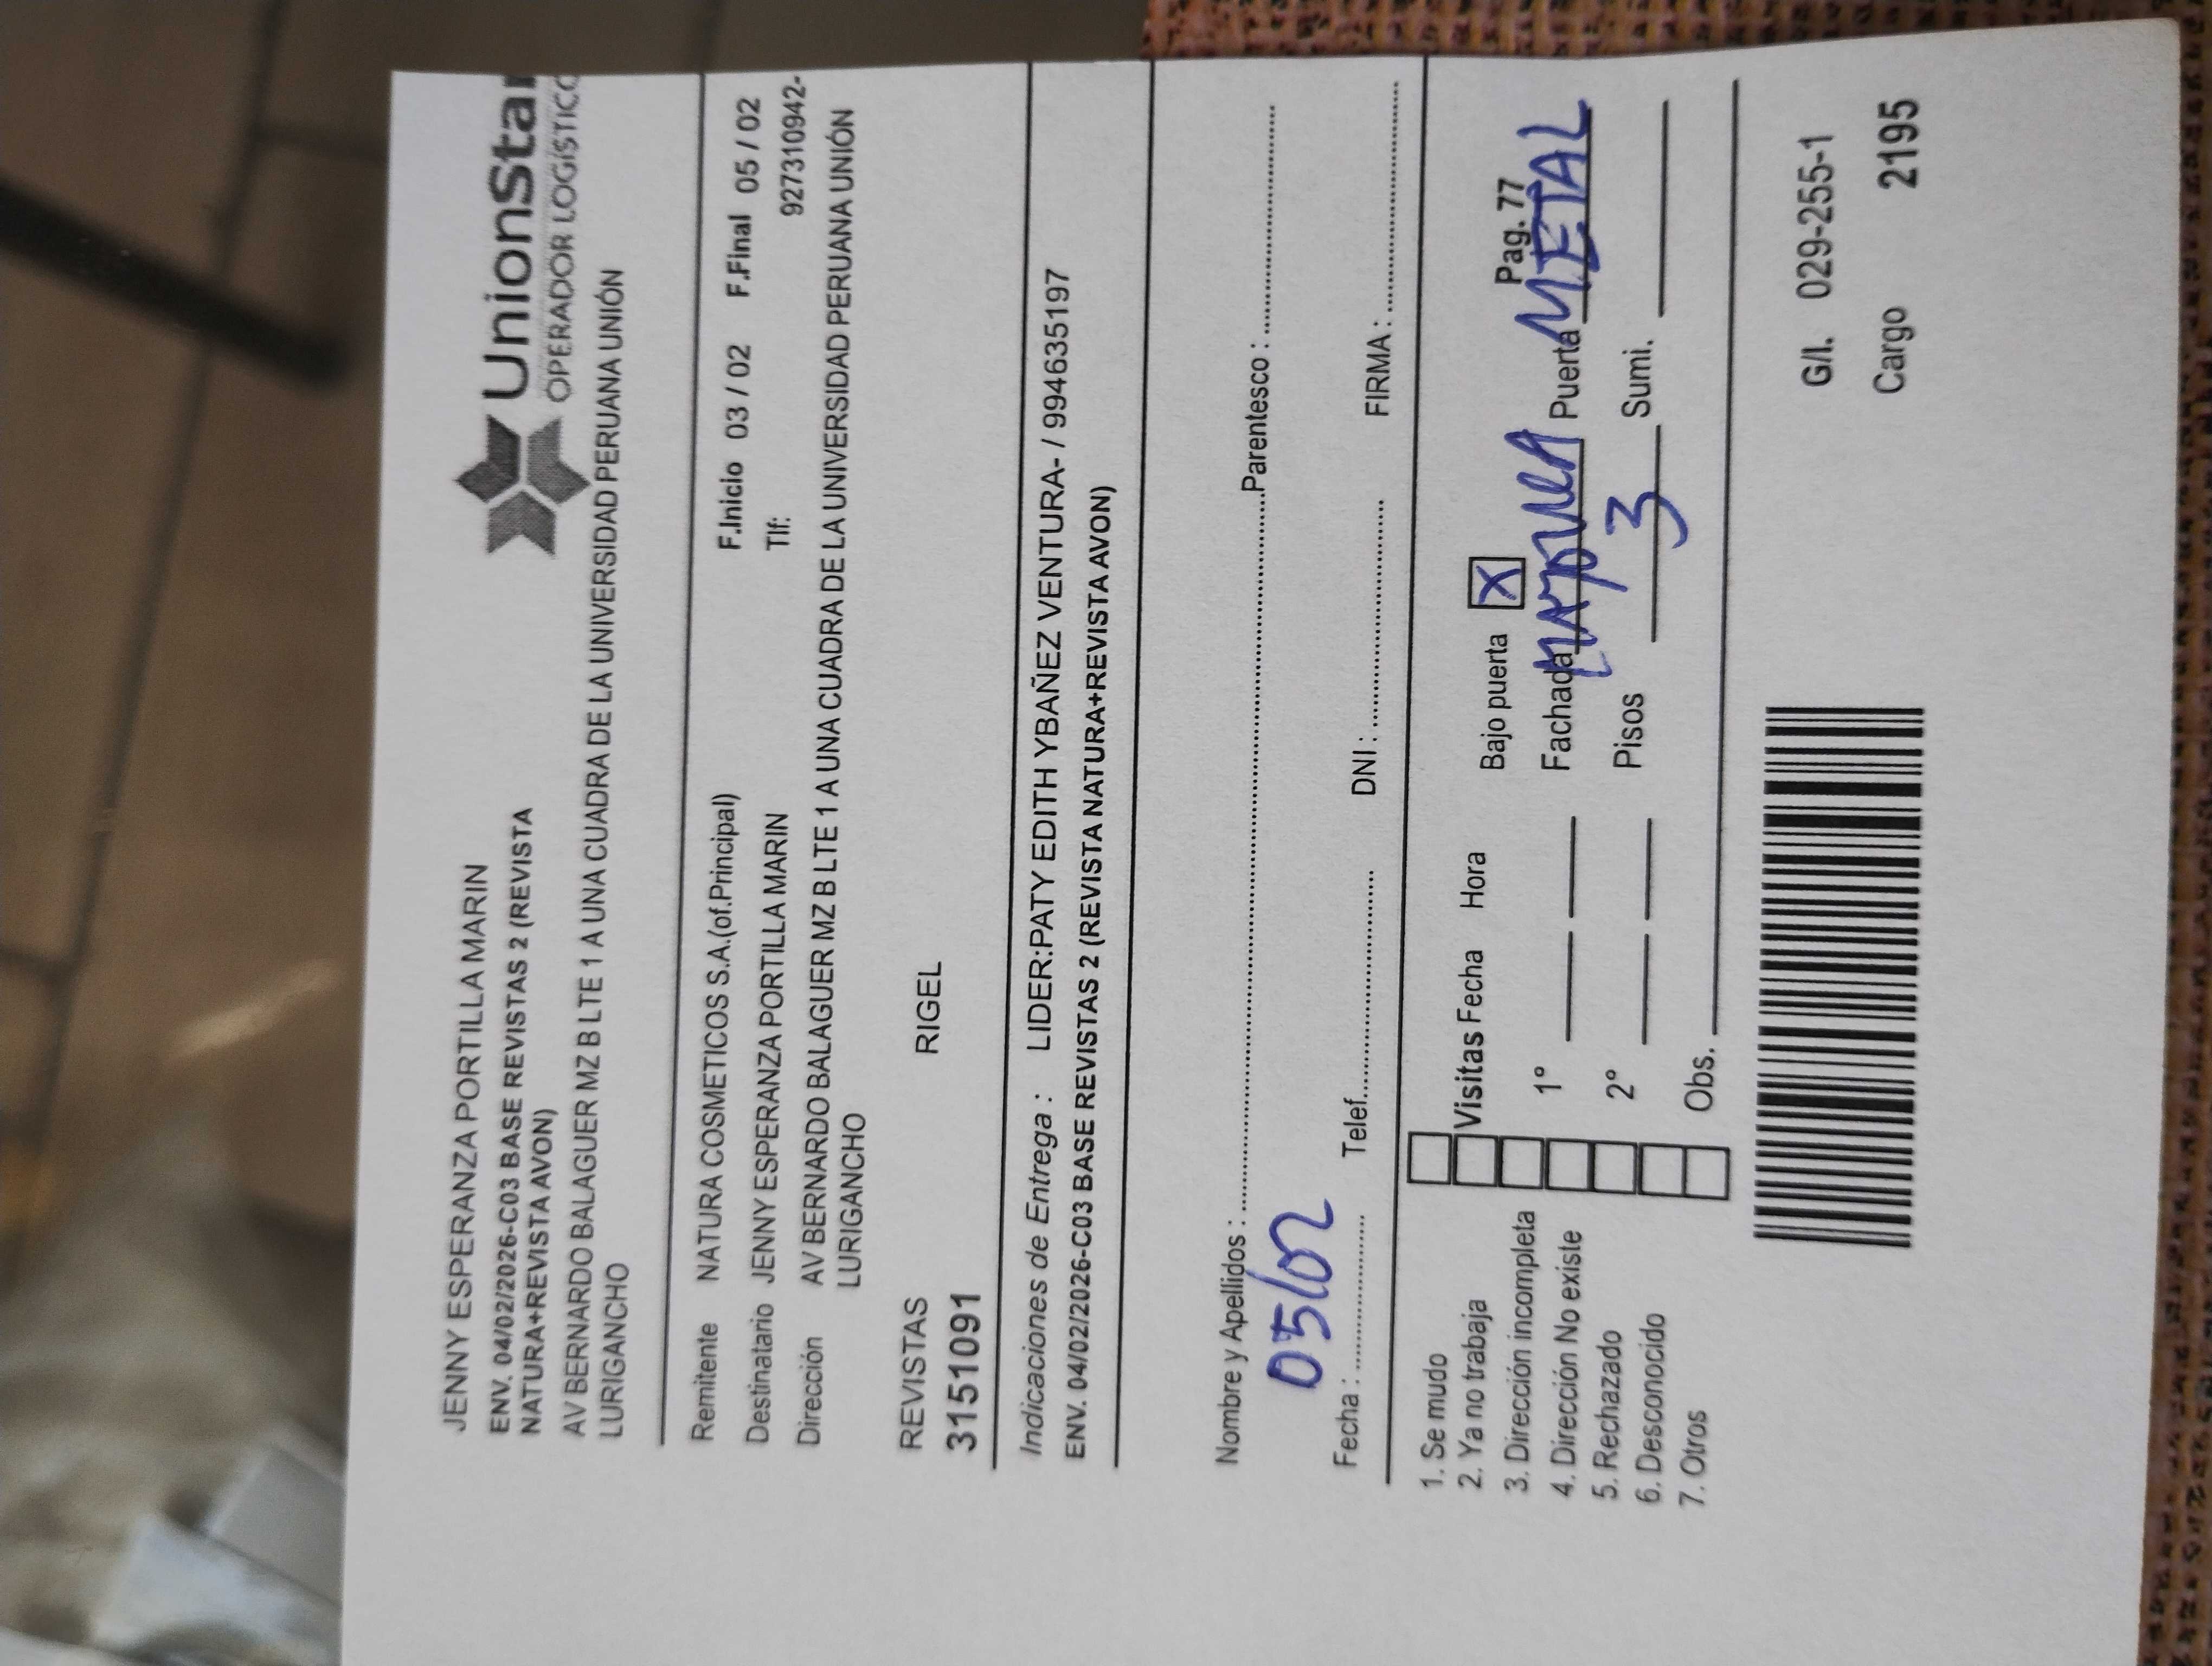 JENNY ESPERANZA PORTILLA MARIN
UnionStar
OPERADOR LOGÍSTICO
ENV. 04/02/2026-C03 BASE REVISTAS 2 (REVISTA
NATURA+REVISTA AVON)
AV BERNARDO BALAGUER MZ B LTE 1 A UNA CUADRA DE LA UNIVERSIDAD PERUANA UNIÓN
LURIGANCHO
Remitente NATURA COSMETICOS S.A.(of.Principal) F.Inicio 03 / 02 F.Final 05 / 02
Destinatario JENNY ESPERANZA PORTILLA MARIN Tlf: 927310942-
Dirección AV BERNARDO BALAGUER MZ B LTE 1 A UNA CUADRA DE LA UNIVERSIDAD PERUANA UNIÓN
LURIGANCHO
REVISTAS RIGEL
3151091
Indicaciones de Entrega : LIDER:PATY EDITH YBAÑEZ VENTURA- / 994635197
ENV. 04/02/2026-C03 BASE REVISTAS 2 (REVISTA NATURA+REVISTA AVON)
Nombre y Apellidos : Parentesco :
Fecha : 05/02 Telef. DNI : FIRMA :
1. Se mudo
2. Ya no trabaja Visitas Fecha Hora Bajo puerta X Pag. 77
3. Dirección incompleta
4. Dirección No existe 1° Fachada Puerta METAL
5. Rechazado
6. Desconocido 2° Pisos 3 Sumi.
7. Otros Obs.
G/I. 029-255-1
Cargo 2195